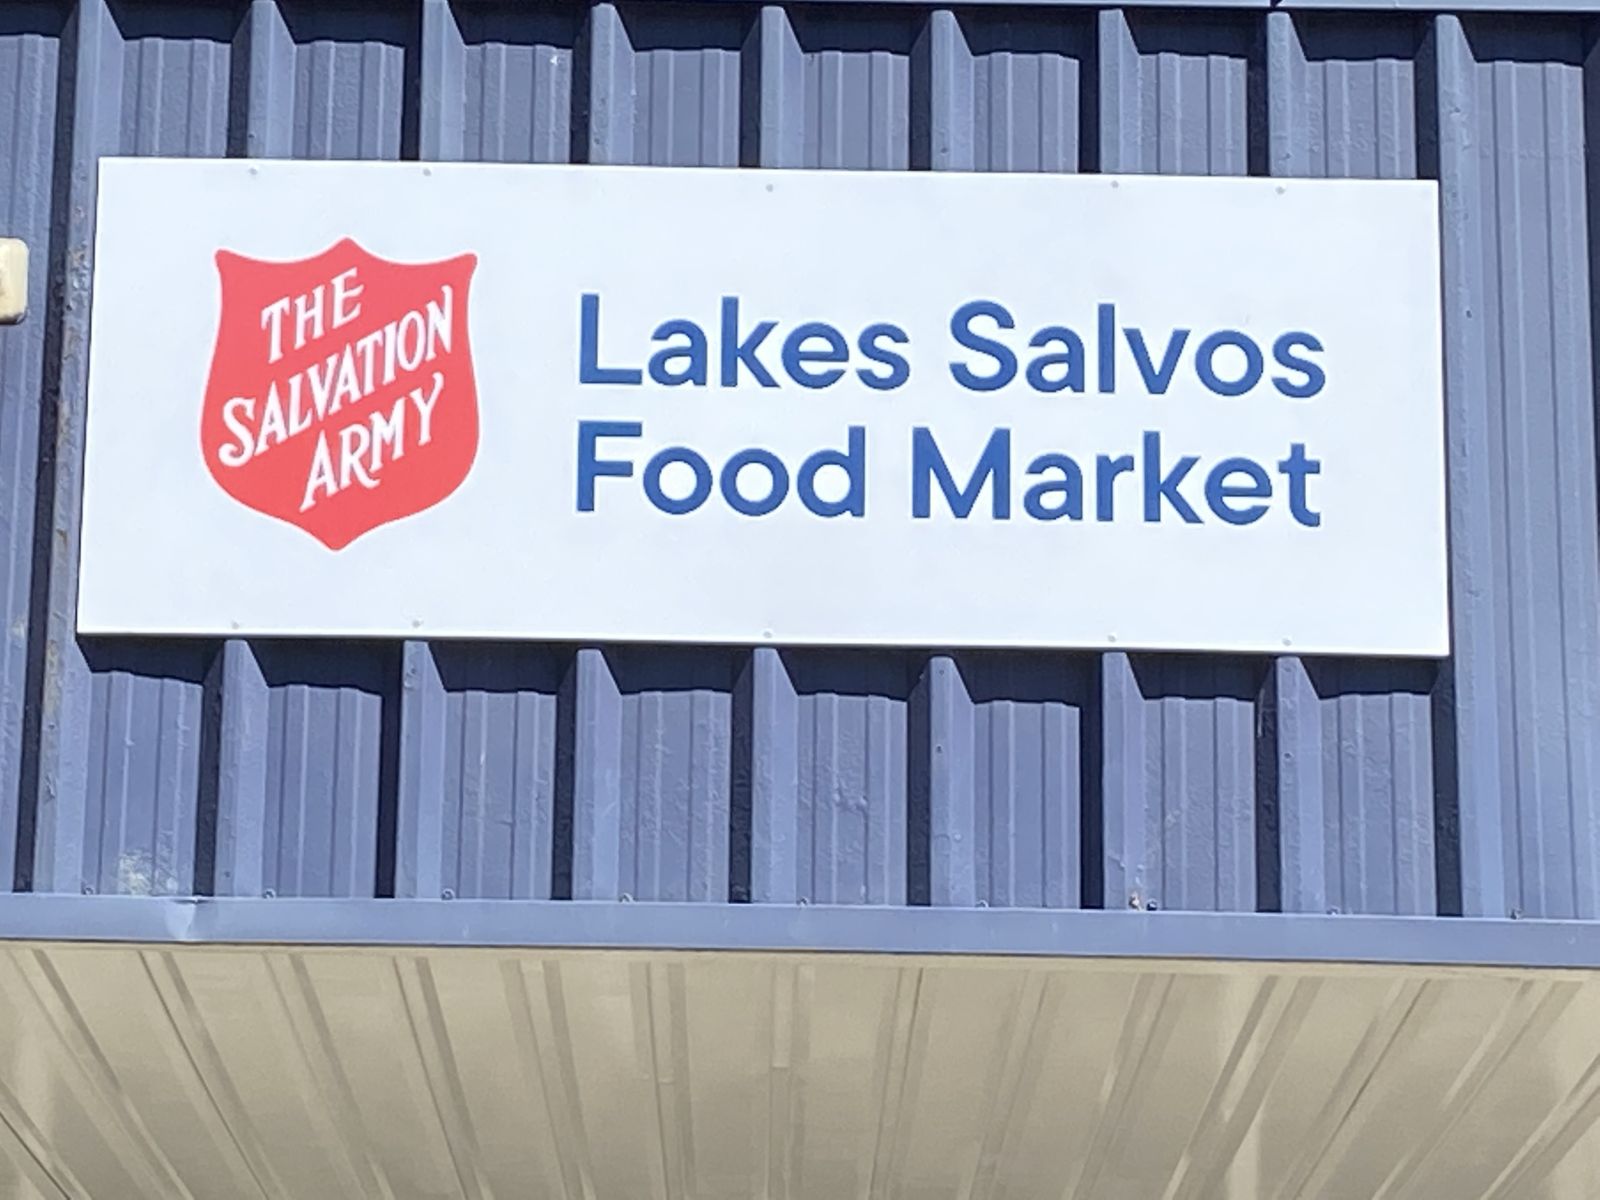 THE
SALVATION
ARMY
Lakes Salvos
Food Market